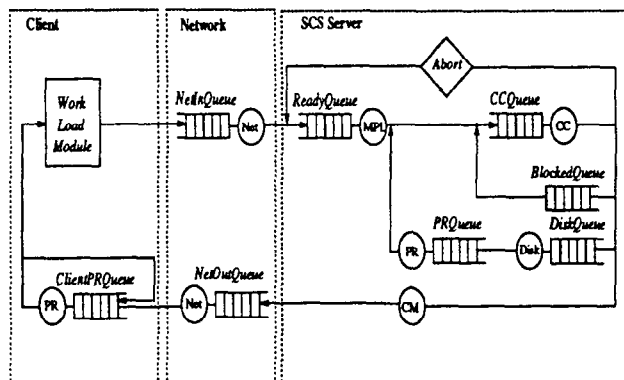 Client
Network
SCS Server
Abort
Work
Load
Module
NetInQueue
Net
ReadyQueue
MPL
CCQueue
CC
BlockedQueue
PR
PRQueue
Disk
DiskQueue
PR
ClientPRQueue
Net
NetOutQueue
CM